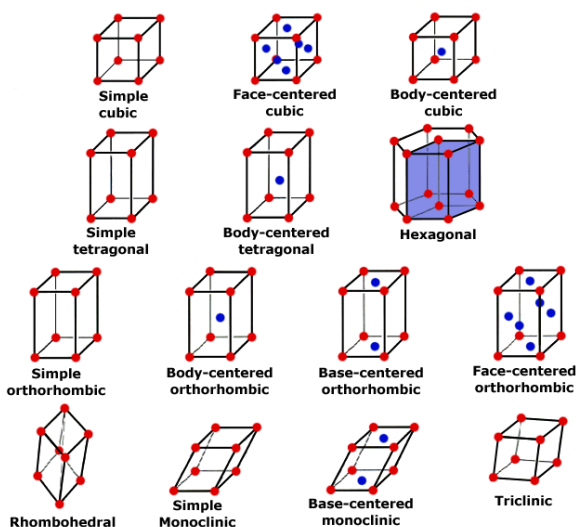 Simple
cubic
Face-centered
cubic
Body-centered
cubic
Simple
tetragonal
Body-centered
tetragonal
Hexagonal
Simple
orthorhombic
Body-centered
orthorhombic
Base-centered
orthorhombic
Face-centered
orthorhombic
Rhombohedral
Simple
Monoclinic
Base-centered
monoclinic
Triclinic